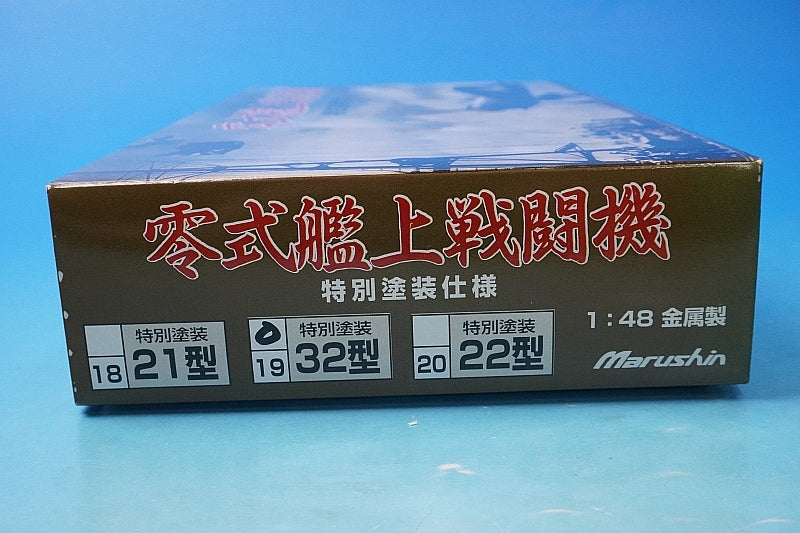 零式艦上戦闘機
特別塗装仕様
18 特別塗装 21型
19 特別塗装 32型
20 特別塗装 22型
1:48 金属製
Marushin